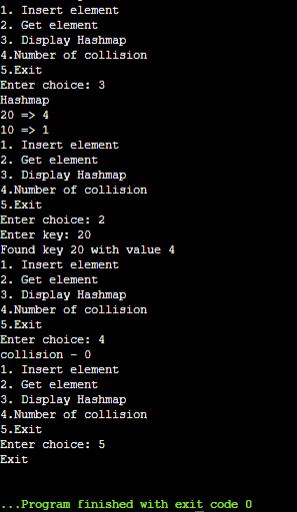 1. Insert element
2. Get element
3. Display Hashmap
4.Number of collision
5.Exit
Enter choice: 3
Hashmap
20 => 4
10 => 1
1. Insert element
2. Get element
3. Display Hashmap
4.Number of collision
5.Exit
Enter choice: 2
Enter key: 20
Found key 20 with value 4
1. Insert element
2. Get element
3. Display Hashmap
4.Number of collision
5.Exit
Enter choice: 4
collision - 0
1. Insert element
2. Get element
3. Display Hashmap
4.Number of collision
5.Exit
Enter choice: 5
Exit
...Program finished with exit code 0